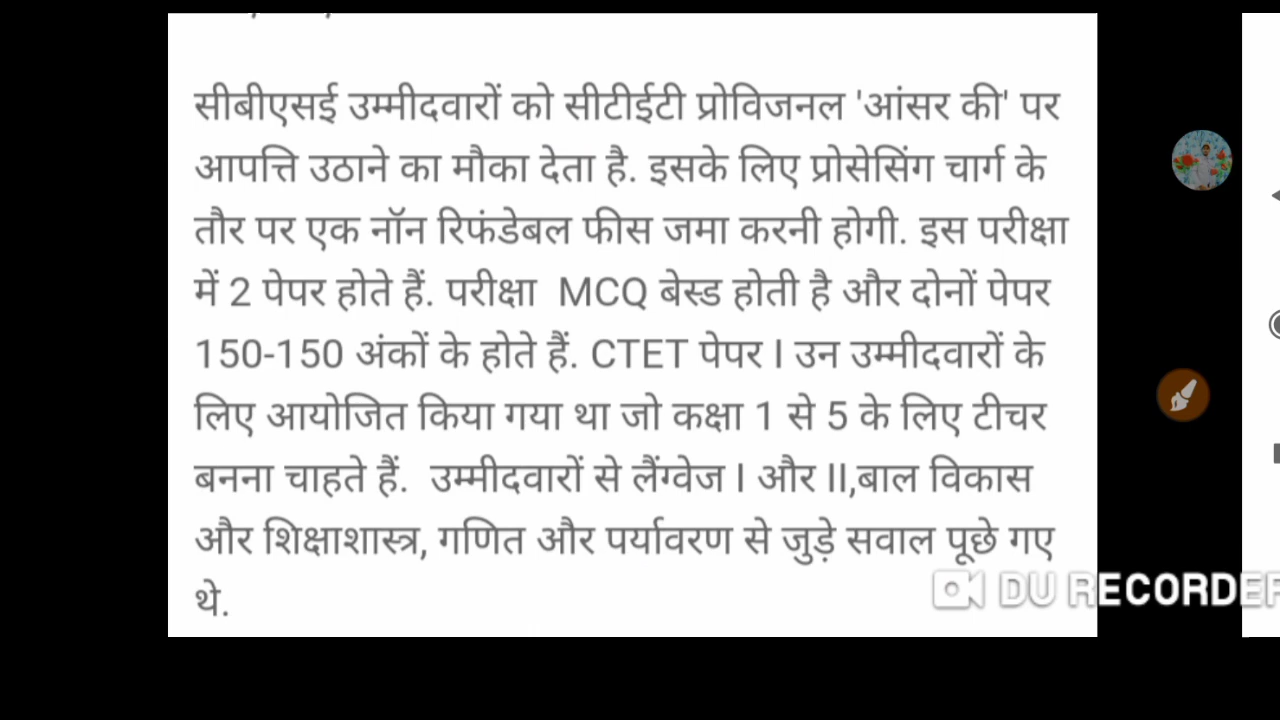 सीबीएसई उम्मीदवारों को सीटीईटी प्रोविजनल 'आंसर की' पर
आपत्ति उठाने का मौका देता है. इसके लिए प्रोसेसिंग चार्ग के
तौर पर एक नॉन रिफंडेबल फीस जमा करनी होगी. इस परीक्षा
में 2 पेपर होते हैं. परीक्षा  MCQ बेस्ड होती है और दोनों पेपर
150-150 अंकों के होते हैं. CTET पेपर I उन उम्मीदवारों के
लिए आयोजित किया गया था जो कक्षा 1 से 5 के लिए टीचर
बनना चाहते हैं.  उम्मीदवारों से लैंग्वेज I और II,बाल विकास
और शिक्षाशास्त्र, गणित और पर्यावरण से जुड़े सवाल पूछे गए
थे.
DU RECORDER